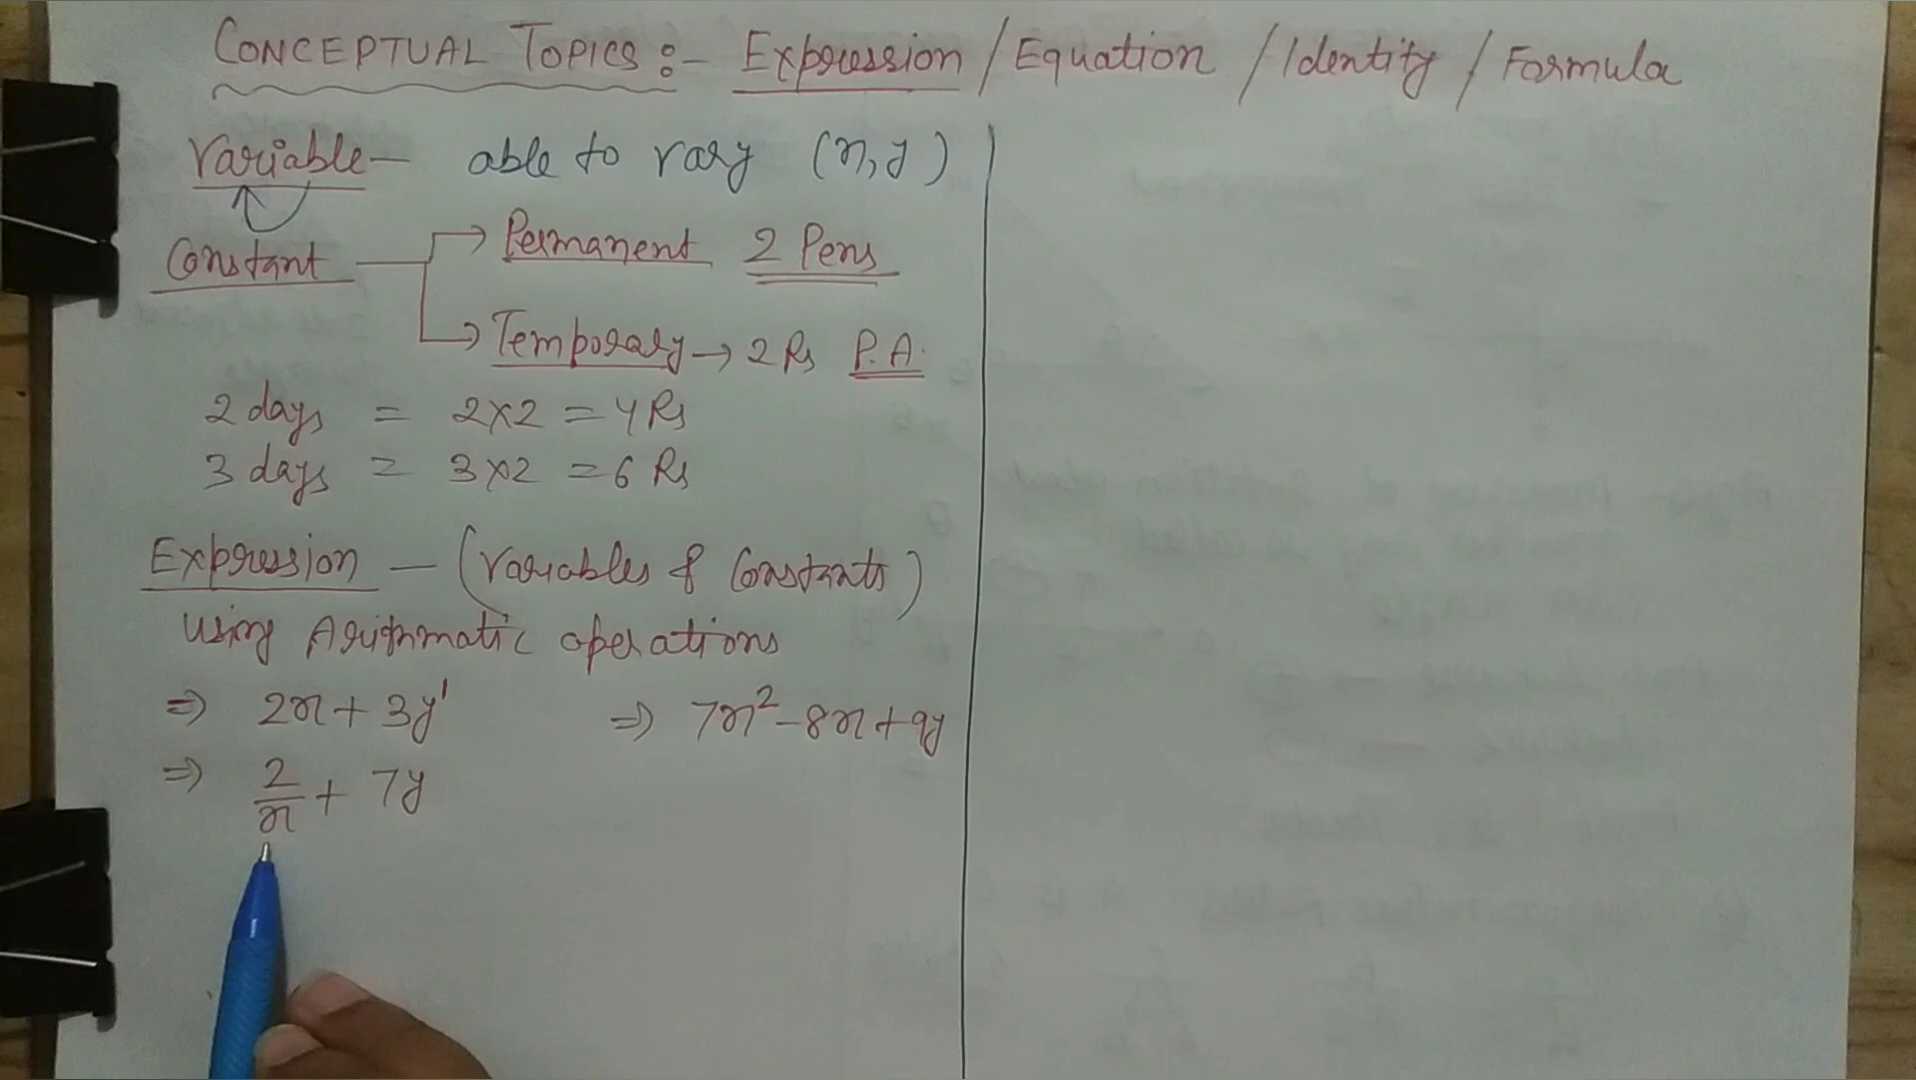 CONCEPTUAL TOPICS :- Expression / Equation / Identity / Formula
Variable - able to vary (x, y)
Constant → Permanent 2 Pens
→ Temporary → 2 Rs P.A.
2 days = 2×2 = 4 Rs
3 days = 3×2 = 6 Rs
Expression - (Variables & Constants)
using Arithmatic operations
⇒ 2x + 3y' ⇒ 7x² - 8x + 9y
⇒ 2/x + 7y